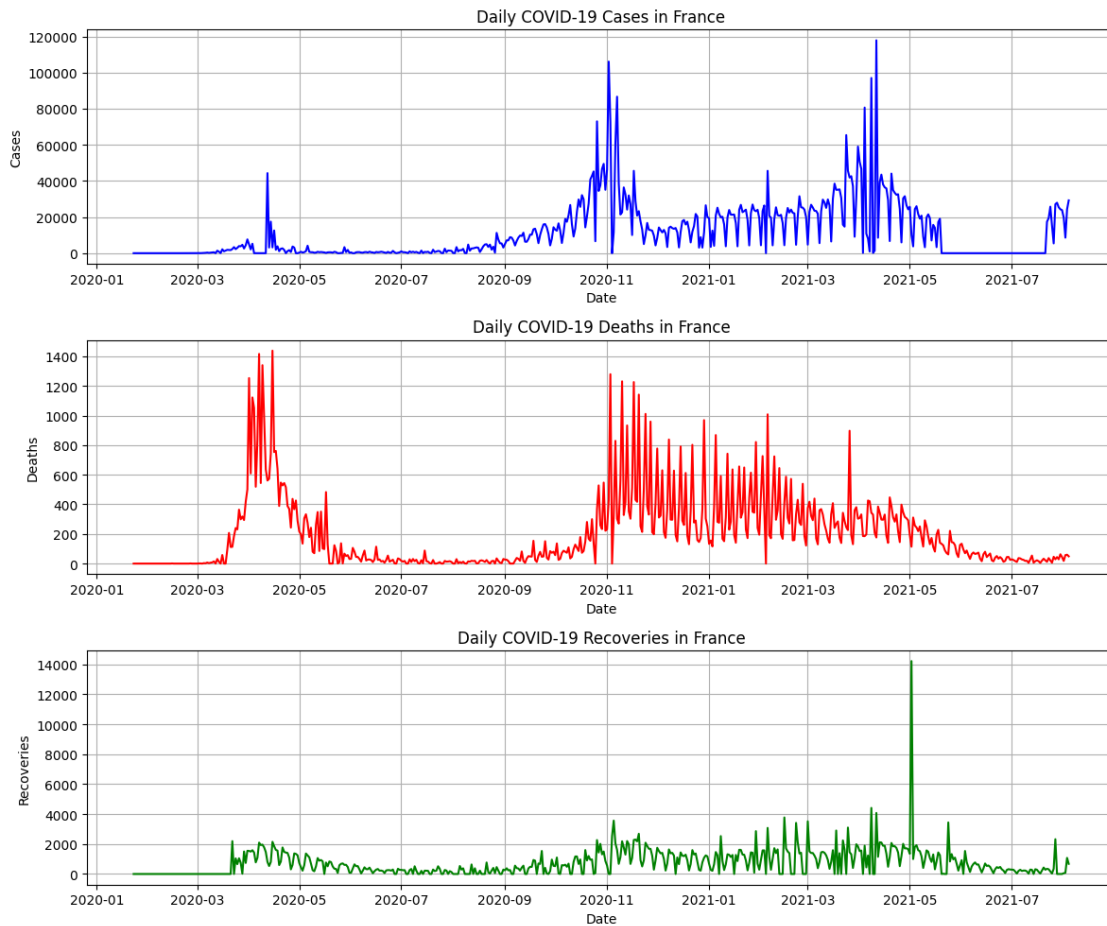 Daily COVID-19 Cases in France
120000
100000
80000
60000
40000
20000
0
Cases
2020-01 2020-03 2020-05 2020-07 2020-09 2020-11 2021-01 2021-03 2021-05 2021-07
Date
Daily COVID-19 Deaths in France
1400
1200
1000
800
600
400
200
0
Deaths
2020-01 2020-03 2020-05 2020-07 2020-09 2020-11 2021-01 2021-03 2021-05 2021-07
Date
Daily COVID-19 Recoveries in France
14000
12000
10000
8000
6000
4000
2000
0
Recoveries
2020-01 2020-03 2020-05 2020-07 2020-09 2020-11 2021-01 2021-03 2021-05 2021-07
Date